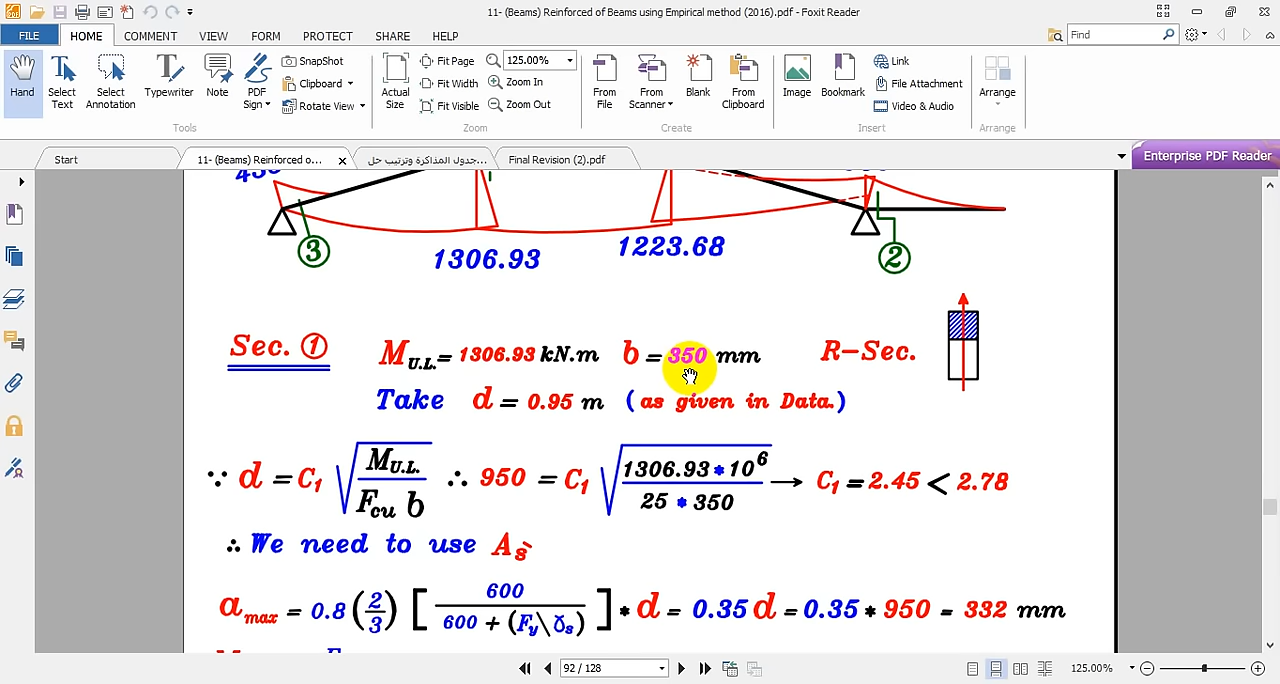 11- (Beams) Reinforced of Beams using Empirical method (2016).pdf - Foxit Reader
FILE HOME COMMENT VIEW FORM PROTECT SHARE HELP Find
Hand
Select Text
Select Annotation
Typewriter
Note
PDF Sign
SnapShot
Clipboard
Rotate View
Tools
Actual Size
Fit Page
Fit Width
Fit Visible
125.00%
Zoom In
Zoom Out
Zoom
From File
From Scanner
Blank
From Clipboard
Create
Image
Bookmark
Link
File Attachment
Video & Audio
Insert
Arrange
Arrange
Start
11- (Beams) Reinforced o...
جدول المذاكرة وترتيب حل...
Final Revision (2).pdf
Enterprise PDF Reader
3
1306.93
1223.68
2
Sec. ① M U.L. = 1306.93 kN.m b = 350 mm R-Sec.
Take d = 0.95 m ( as given in Data.)
∵ d = C₁ √(M U.L. / Fcu b) ∴ 950 = C₁ √(1306.93 * 10⁶ / 25 * 350) → C₁ = 2.45 < 2.78
∴ We need to use As`
a max = 0.8 (2/3) [ 600 / 600 + (Fy\ɣs) ] * d = 0.35 d = 0.35 * 950 = 332 mm
92 / 128
125.00%